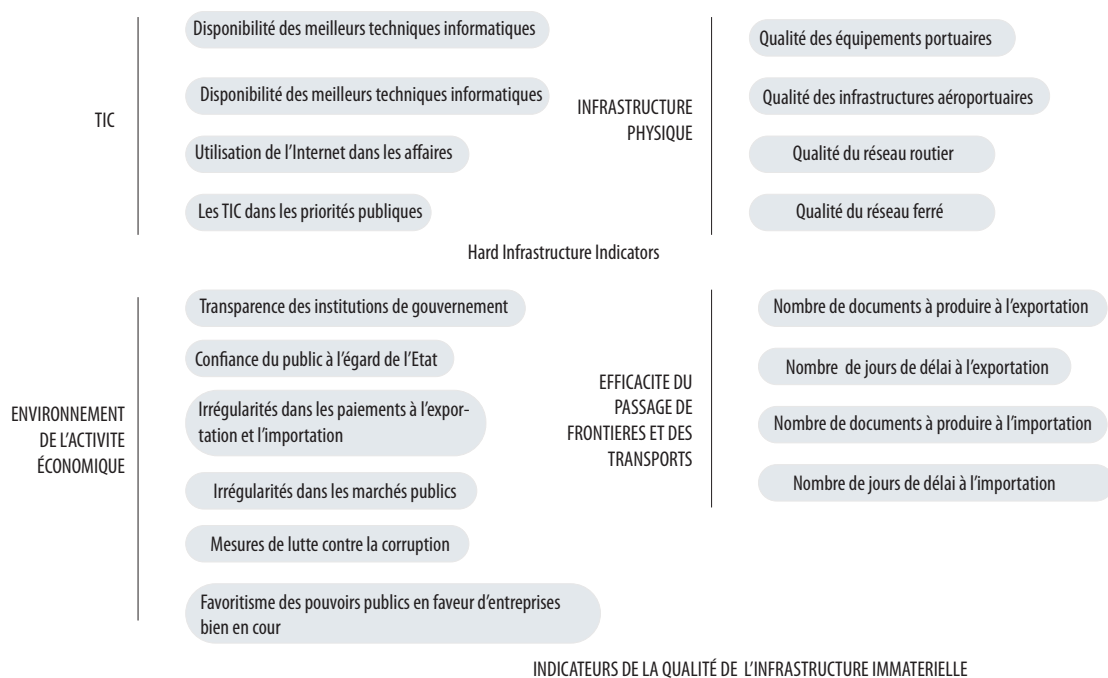 TIC
Disponibilité des meilleurs techniques informatiques
Disponibilité des meilleurs techniques informatiques
Utilisation de l'Internet dans les affaires
Les TIC dans les priorités publiques
INFRASTRUCTURE
PHYSIQUE
Qualité des équipements portuaires
Qualité des infrastructures aéroportuaires
Qualité du réseau routier
Qualité du réseau ferré
Hard Infrastructure Indicators
ENVIRONNEMENT
DE L'ACTIVITE
ÉCONOMIQUE
Transparence des institutions de gouvernement
Confiance du public à l'égard de l'Etat
Irrégularités dans les paiements à l'expor-
tation et l'importation
Irrégularités dans les marchés publics
Mesures de lutte contre la corruption
Favoritisme des pouvoirs publics en faveur d'entreprises
bien en cour
EFFICACITE DU
PASSAGE DE
FRONTIERES ET DES
TRANSPORTS
Nombre de documents à produire à l'exportation
Nombre de jours de délai à l'exportation
Nombre de documents à produire à l'importation
Nombre de jours de délai à l'importation
INDICATEURS DE LA QUALITÉ DE L'INFRASTRUCTURE IMMATERIELLE